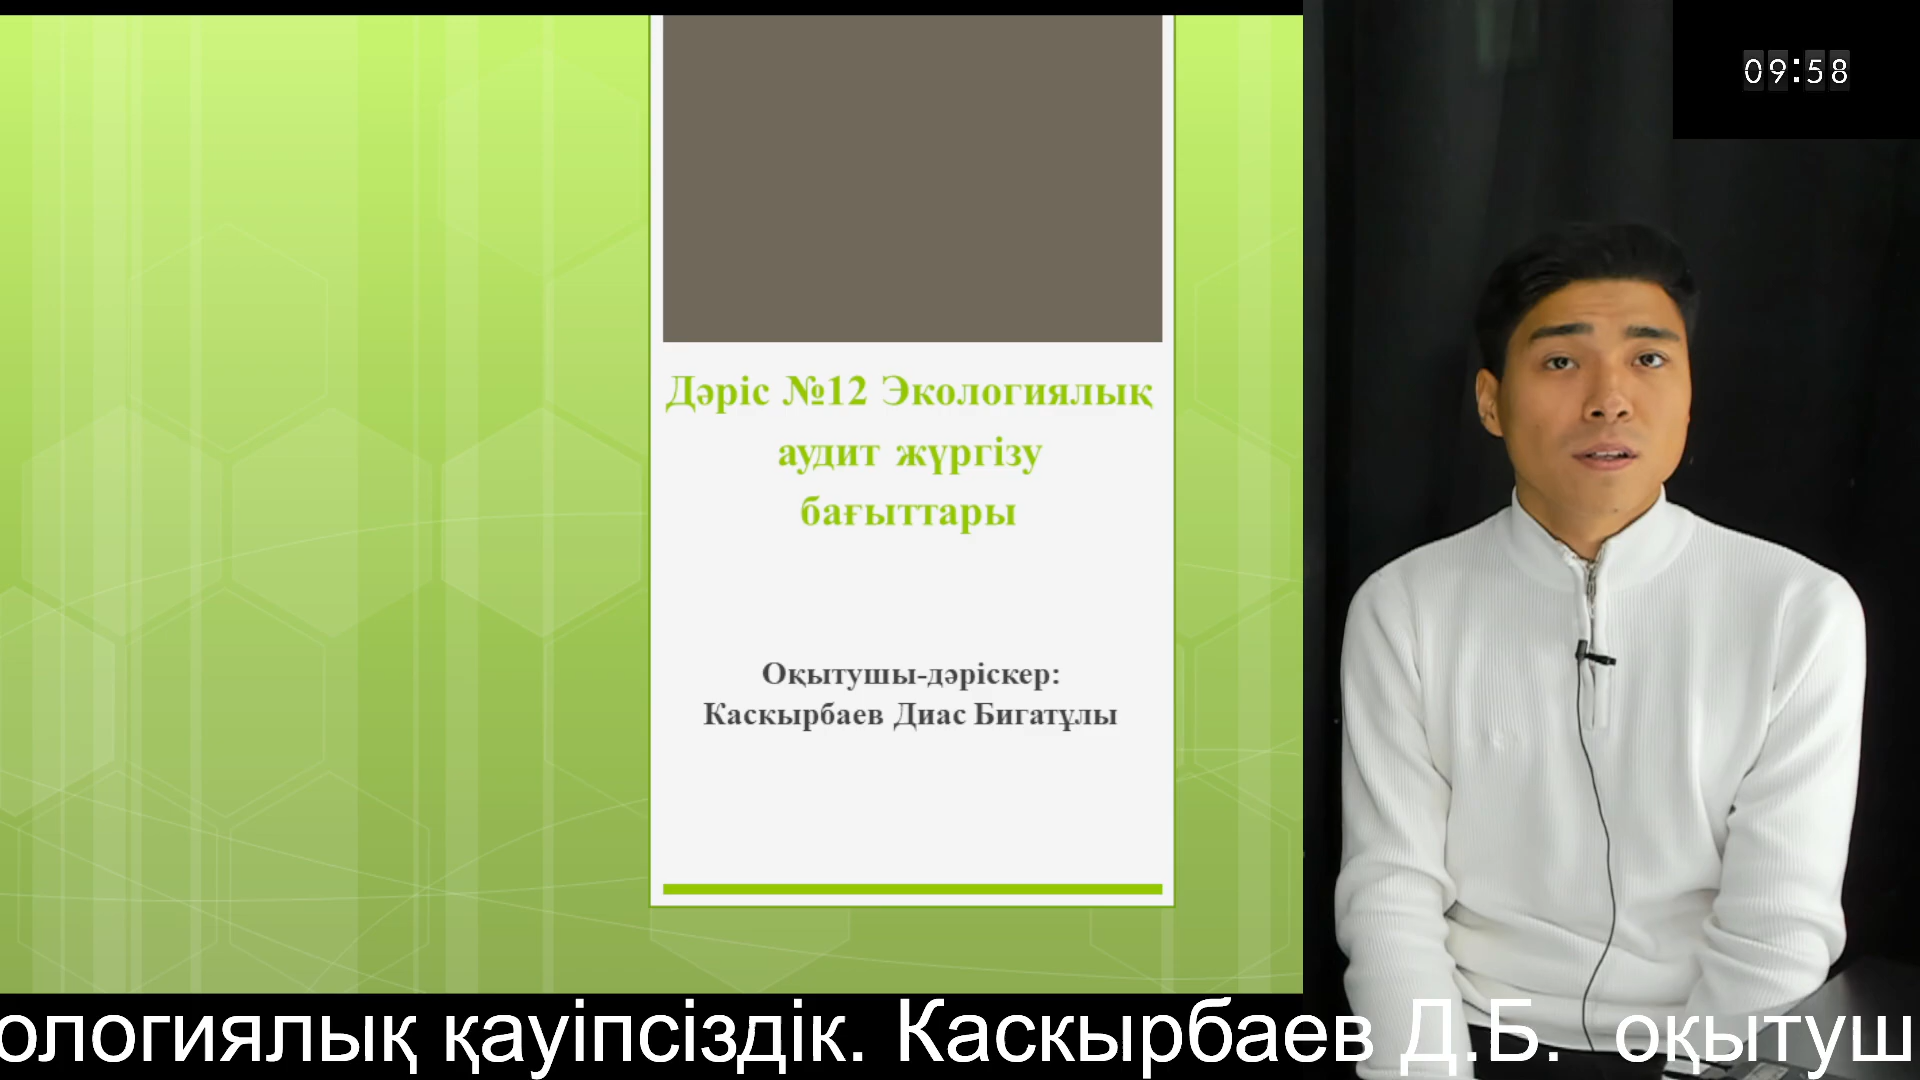 09:58
Дәріс №12 Экологиялық
аудит жүргізу
бағыттары
Оқытушы-дәріскер:
Каскырбаев Диас Бигатұлы
ологиялық қауіпсіздік. Каскырбаев Д.Б. оқытуш